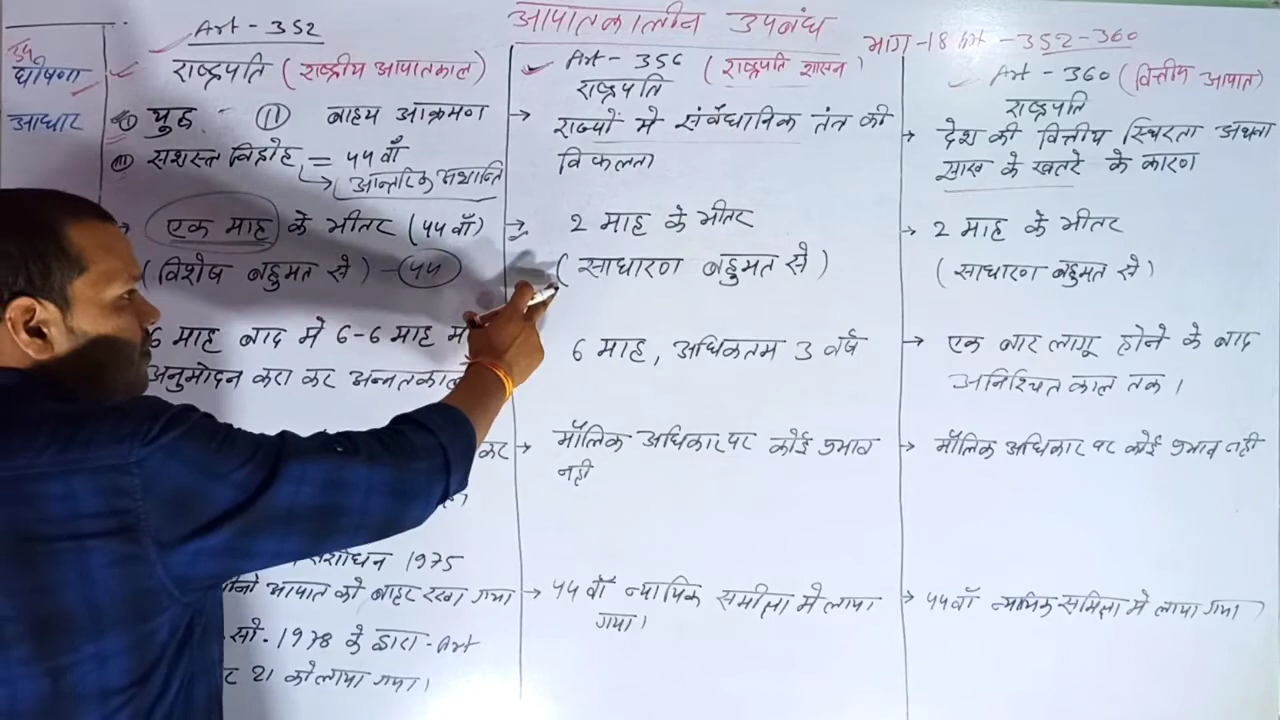 आपातकालीन उपबंध
भाग -18 Art - 352-360
घोषणा
आधार
Art - 352
राष्ट्रपति (राष्ट्रीय आपातकाल)
युद्ध (II) बाह्य आक्रमण
(III) सशस्त्र विद्रोह = 44वाँ
→ आन्तरिक अशान्ति
→ एक माह के भीतर (44वाँ)
(विशेष बहुमत से) - 44
6 माह बाद में 6-6 माह में
अनुमोदन करा कर अनन्तकाल
कर
संशोधन 1975
आपात को बाहर रखा गया
सी. 1978 के द्वारा - Art
21 को लाया गया।
Art - 356 (राष्ट्रपति शासन)
राष्ट्रपति
→ राज्यों में संवैधानिक तंत्र की
विफलता
→ 2 माह के भीतर
(साधारण बहुमत से)
6 माह, अधिकतम 3 वर्ष
→ मौलिक अधिकार पर कोई प्रभाव
नहीं
→ 44वाँ न्यायिक समीक्षा में लाया
गया।
Art - 360 (वित्तीय आपात)
राष्ट्रपति
→ देश की वित्तीय स्थिरता अथवा
साख के खतरे के कारण
→ 2 माह के भीतर
(साधारण बहुमत से)
→ एक बार लागू होने के बाद
अनिश्चित काल तक।
→ मौलिक अधिकार पर कोई प्रभाव नहीं
→ 44वाँ न्यायिक समिक्षा में लाया गया।